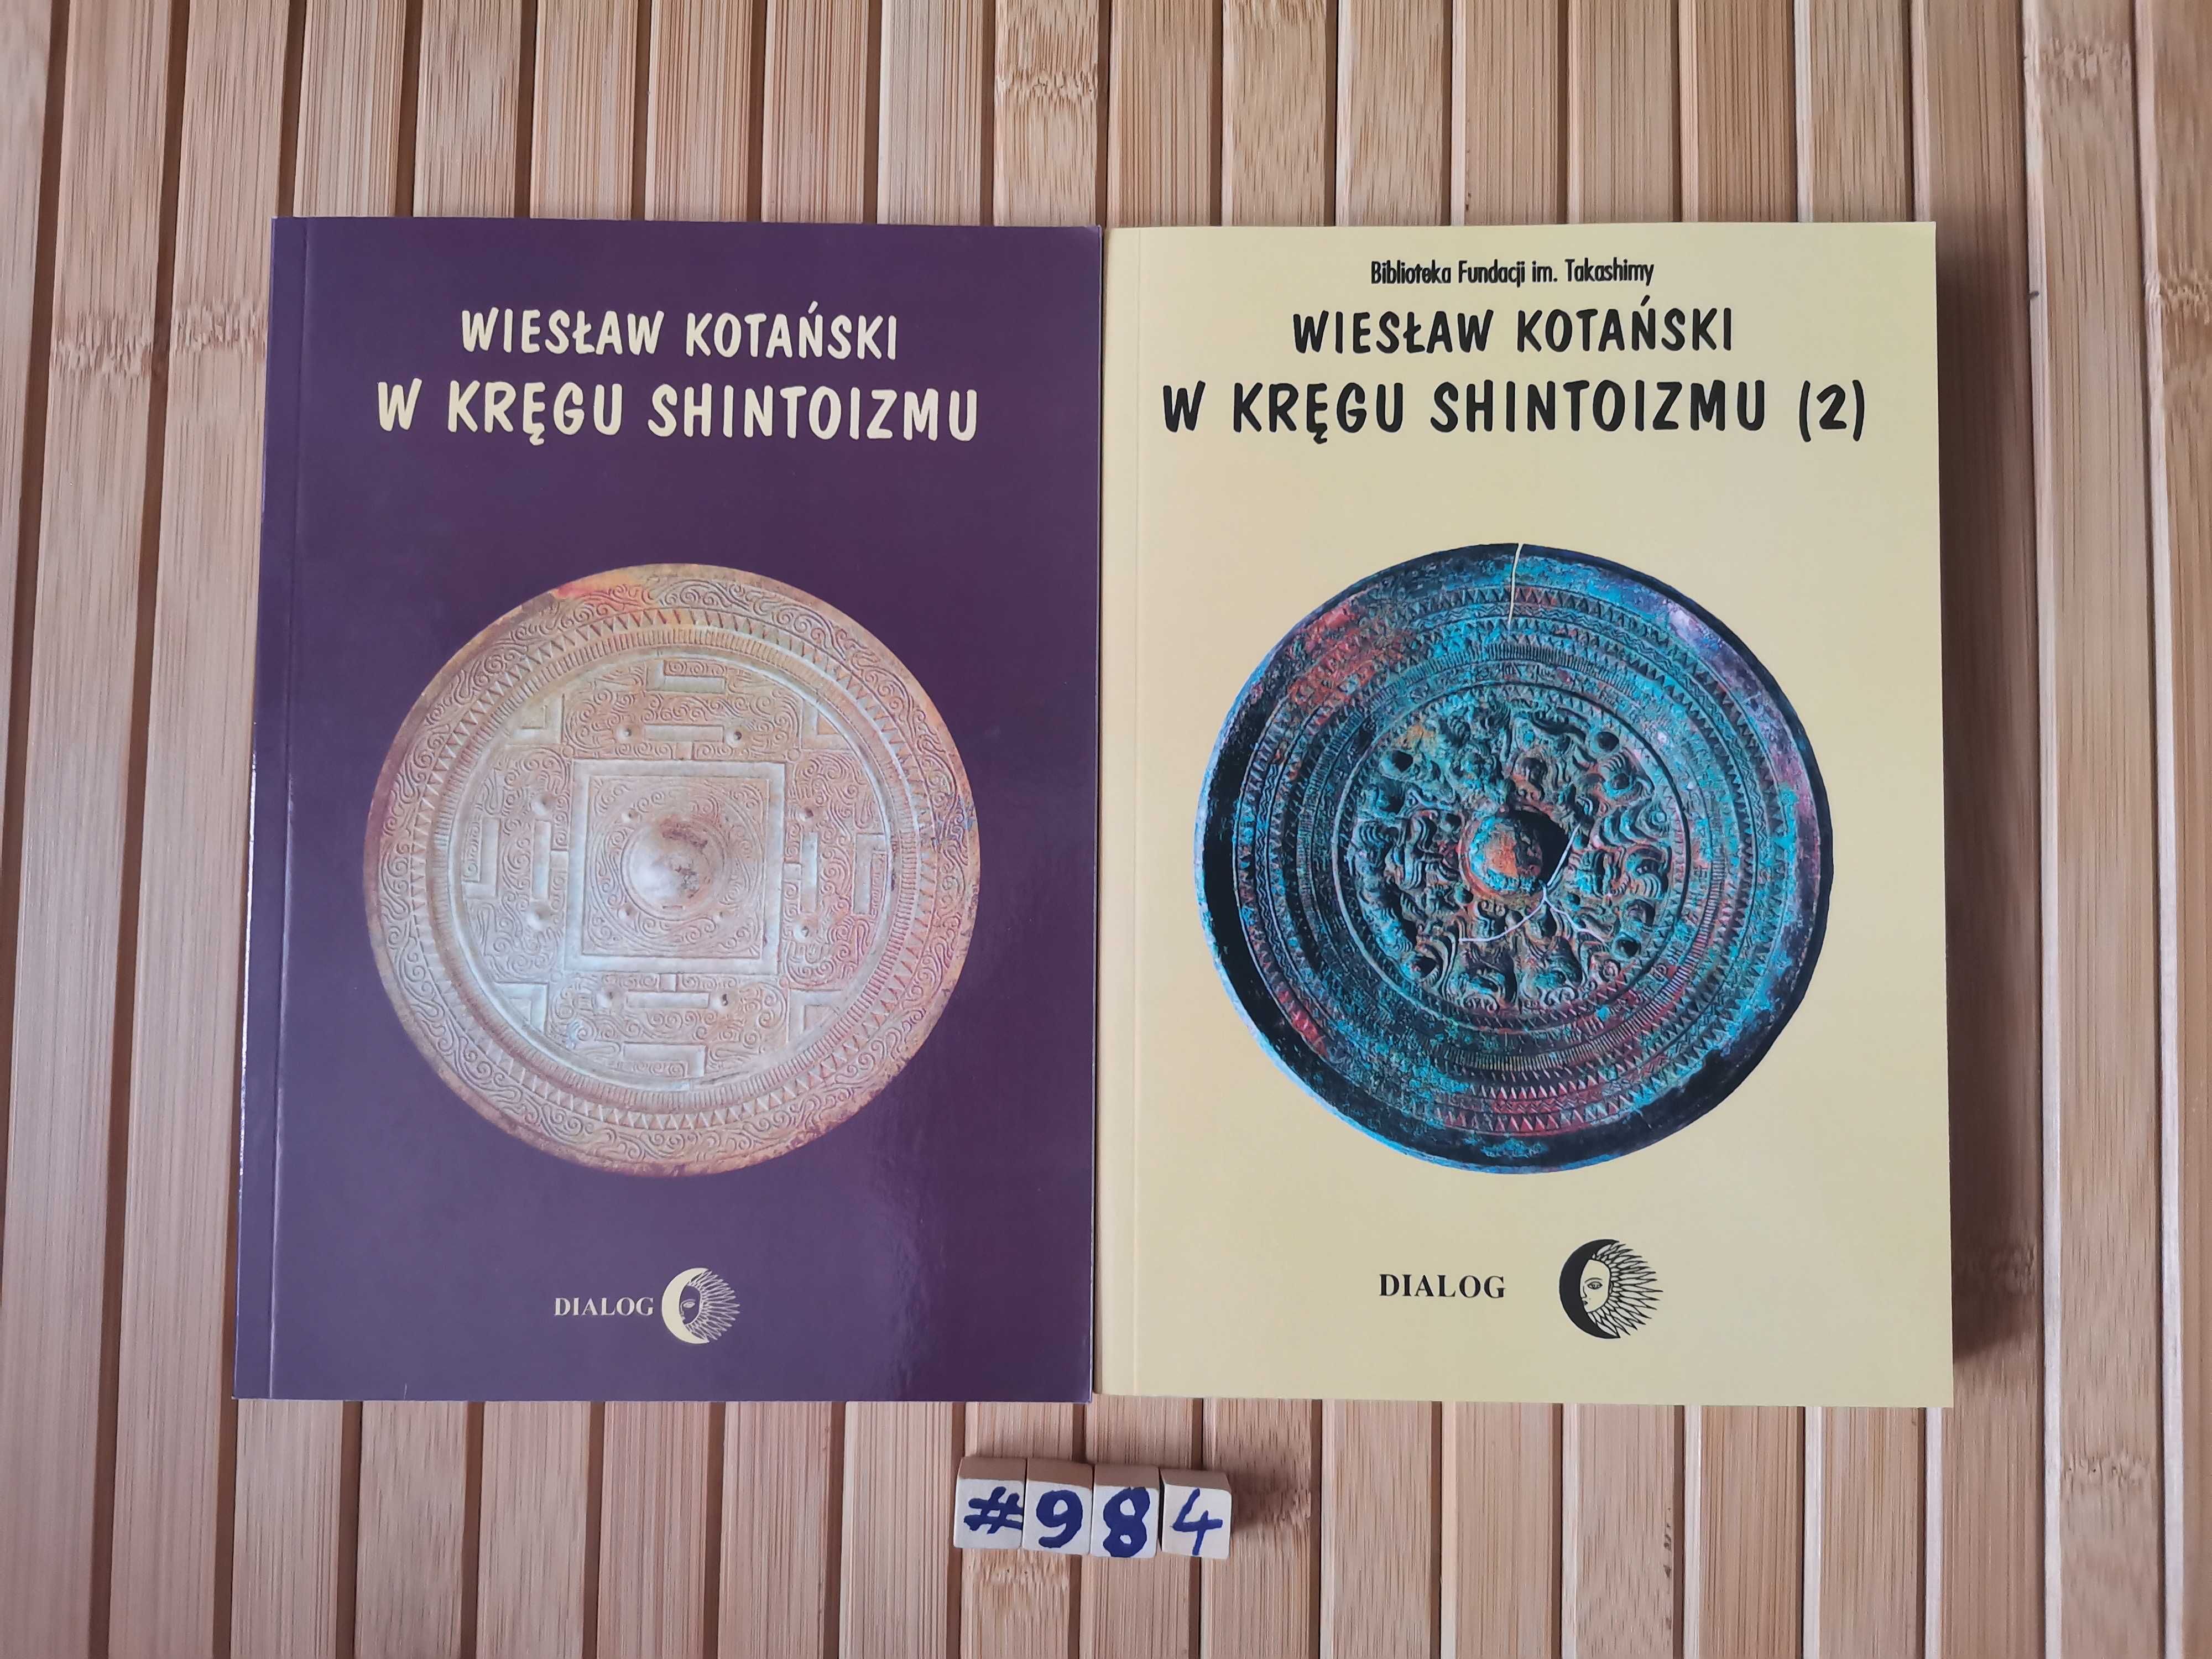 WIESŁAW KOTAŃSKI
W KRĘGU SHINTOIZMU
DIALOG
Biblioteka Fundacji im. Takashimy
WIESŁAW KOTAŃSKI
W KRĘGU SHINTOIZMU (2)
DIALOG
#984